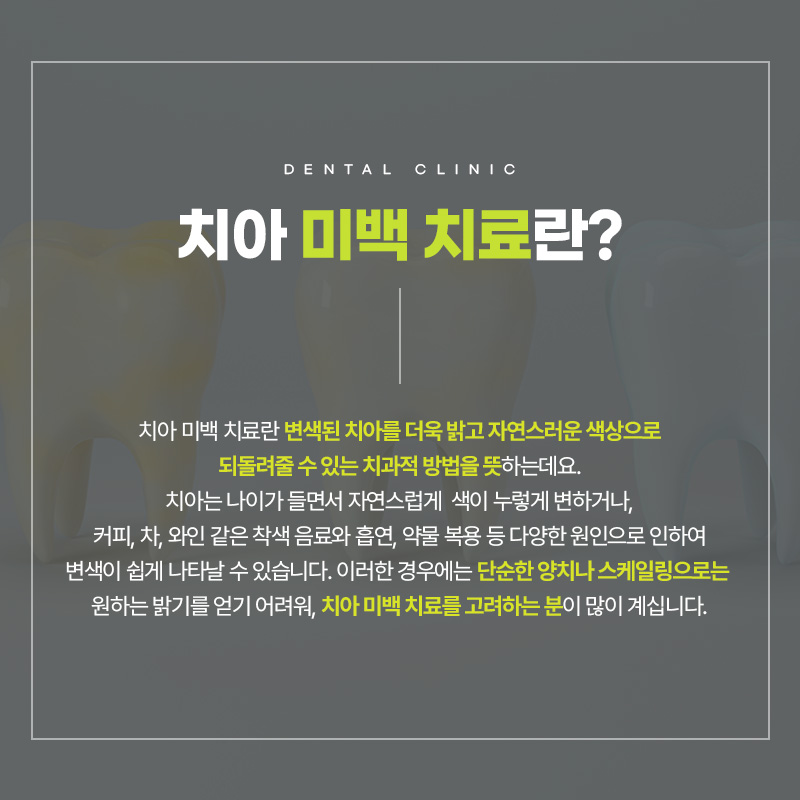 DENTAL CLINIC
치아 미백 치료란?
치아 미백 치료란 변색된 치아를 더욱 밝고 자연스러운 색상으로
되돌려줄 수 있는 치과적 방법을 뜻하는데요.
치아는 나이가 들면서 자연스럽게 색이 누렇게 변하거나,
커피, 차, 와인 같은 착색 음료와 흡연, 약물 복용 등 다양한 원인으로 인하여
변색이 쉽게 나타날 수 있습니다. 이러한 경우에는 단순한 양치나 스케일링으로는
원하는 밝기를 얻기 어려워, 치아 미백 치료를 고려하는 분이 많이 계십니다.